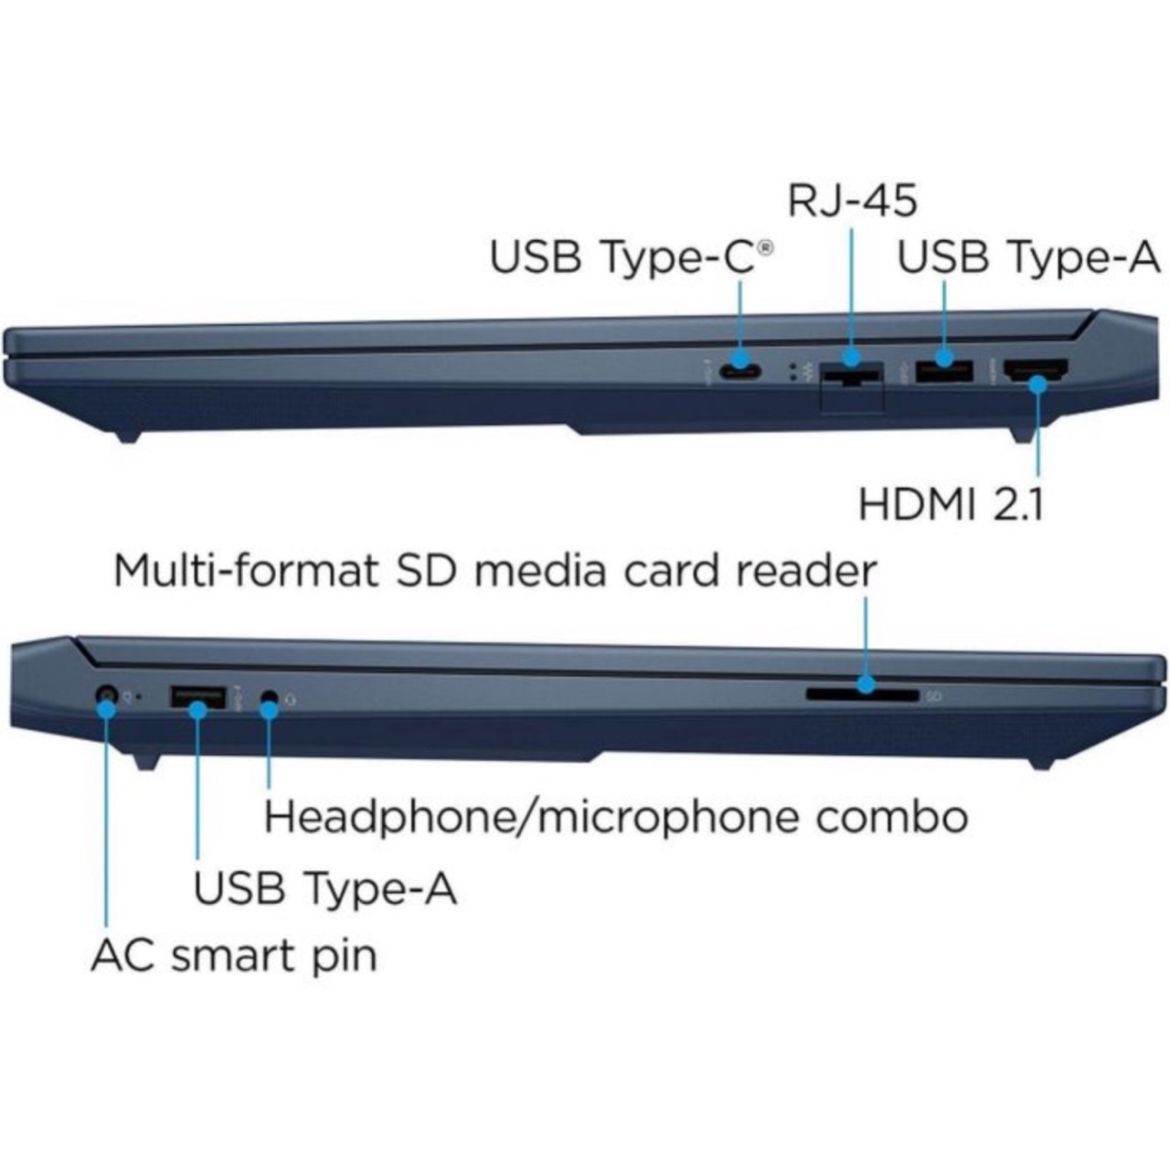 RJ-45
USB Type-C® USB Type-A
HDMI 2.1
Multi-format SD media card reader
SD
Headphone/microphone combo
USB Type-A
AC smart pin